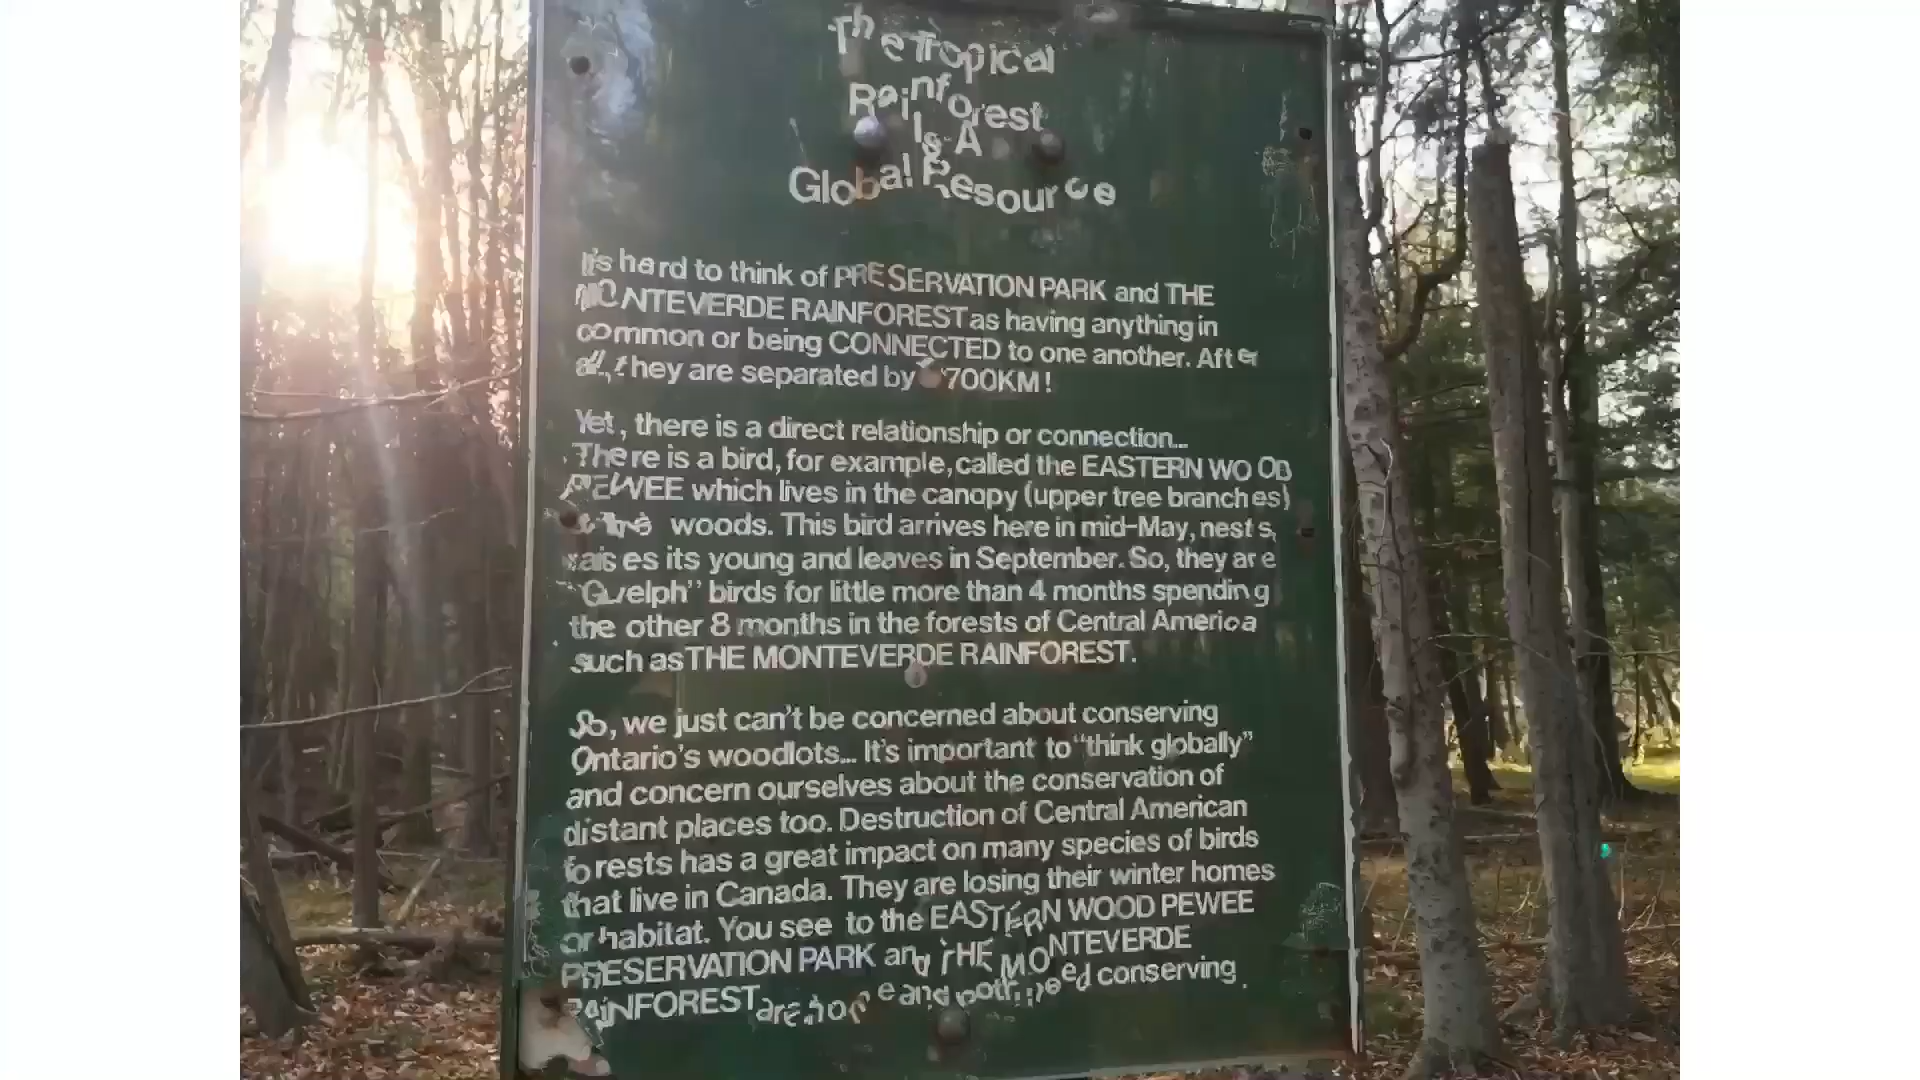 The Tropical
Rainforest
Is A
Global Resource
It's hard to think of PRESERVATION PARK and THE
MONTEVERDE RAINFOREST as having anything in
common or being CONNECTED to one another. After
all, they are separated by 700KM!
Yet, there is a direct relationship or connection...
There is a bird, for example, called the EASTERN WOOD
PEWEE which lives in the canopy (upper tree branches)
woods. This bird arrives here in mid-May, nests,
raises its young and leaves in September. So, they are
"Guelph" birds for little more than 4 months spending
the other 8 months in the forests of Central America
such as THE MONTEVERDE RAINFOREST.
So, we just can't be concerned about conserving
Ontario's woodlots... It's important to "think globally"
and concern ourselves about the conservation of
distant places too. Destruction of Central American
forests has a great impact on many species of birds
that live in Canada. They are losing their winter homes
or habitat. You see to the EASTERN WOOD PEWEE
PRESERVATION PARK and THE MONTEVERDE
RAINFOREST are home and both need conserving.